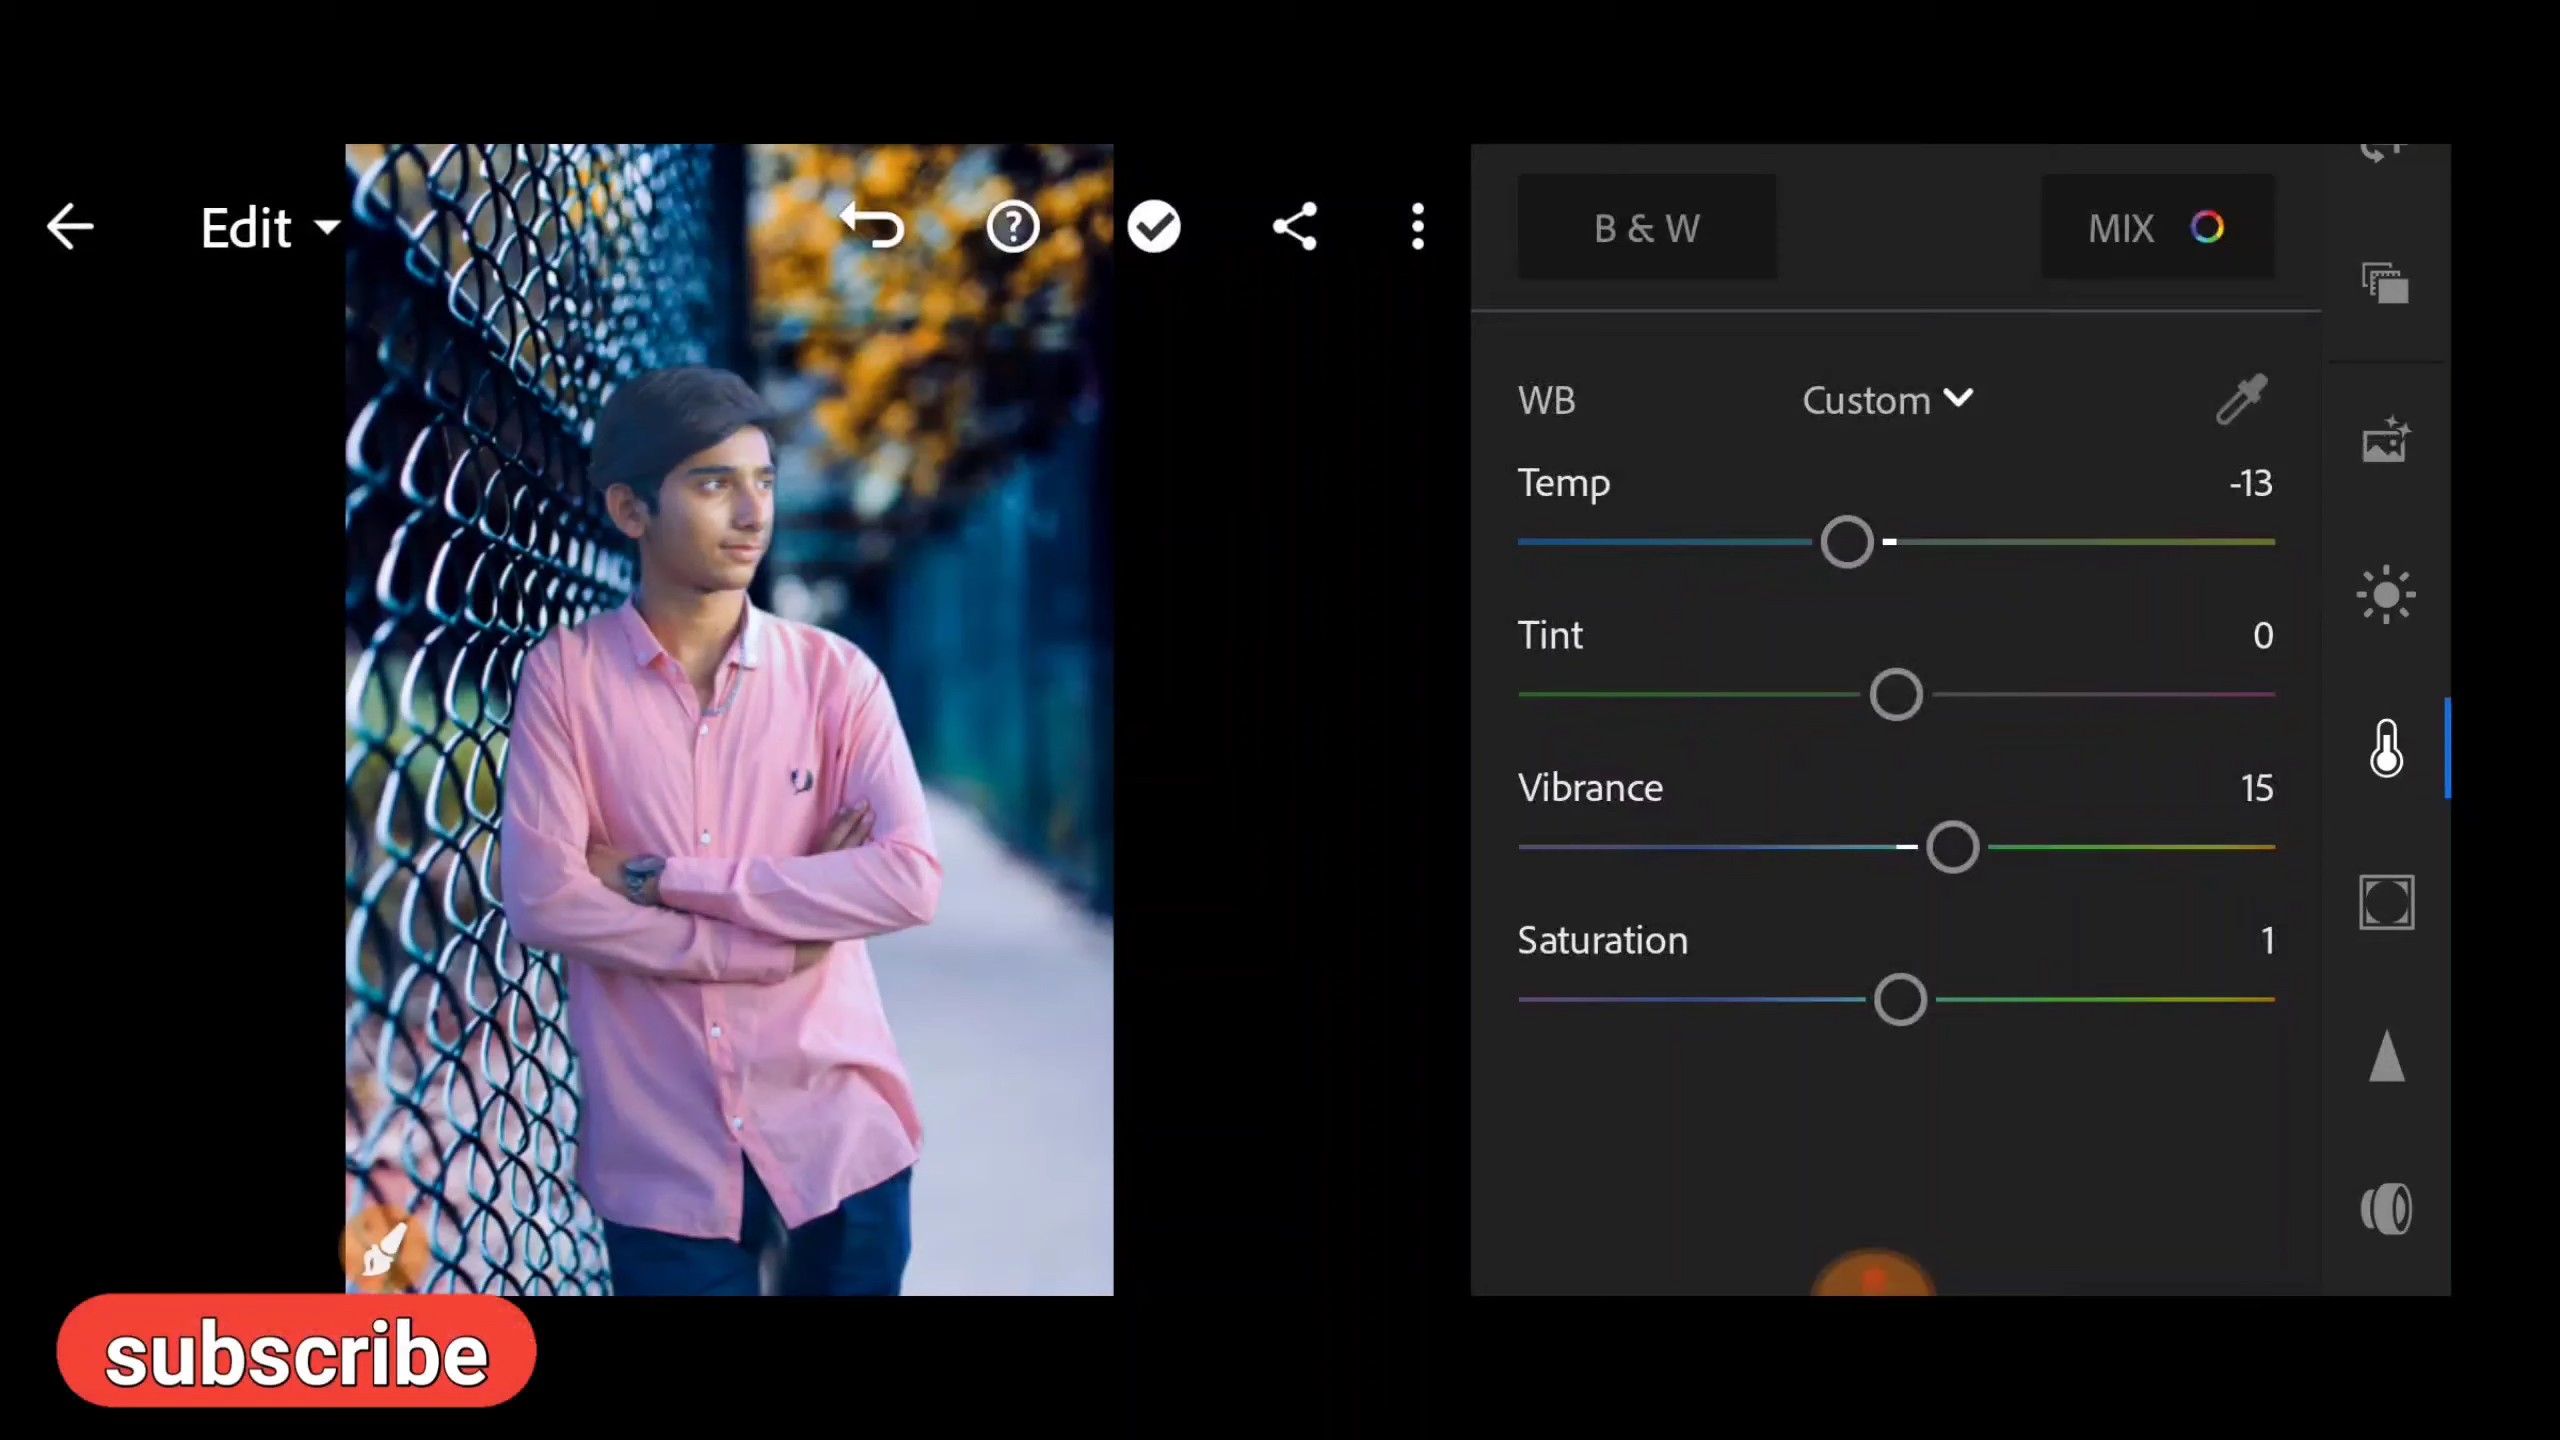 Edit
B & W
MIX
WB
Custom
Temp
-13
Tint
0
Vibrance
15
Saturation
1
subscribe